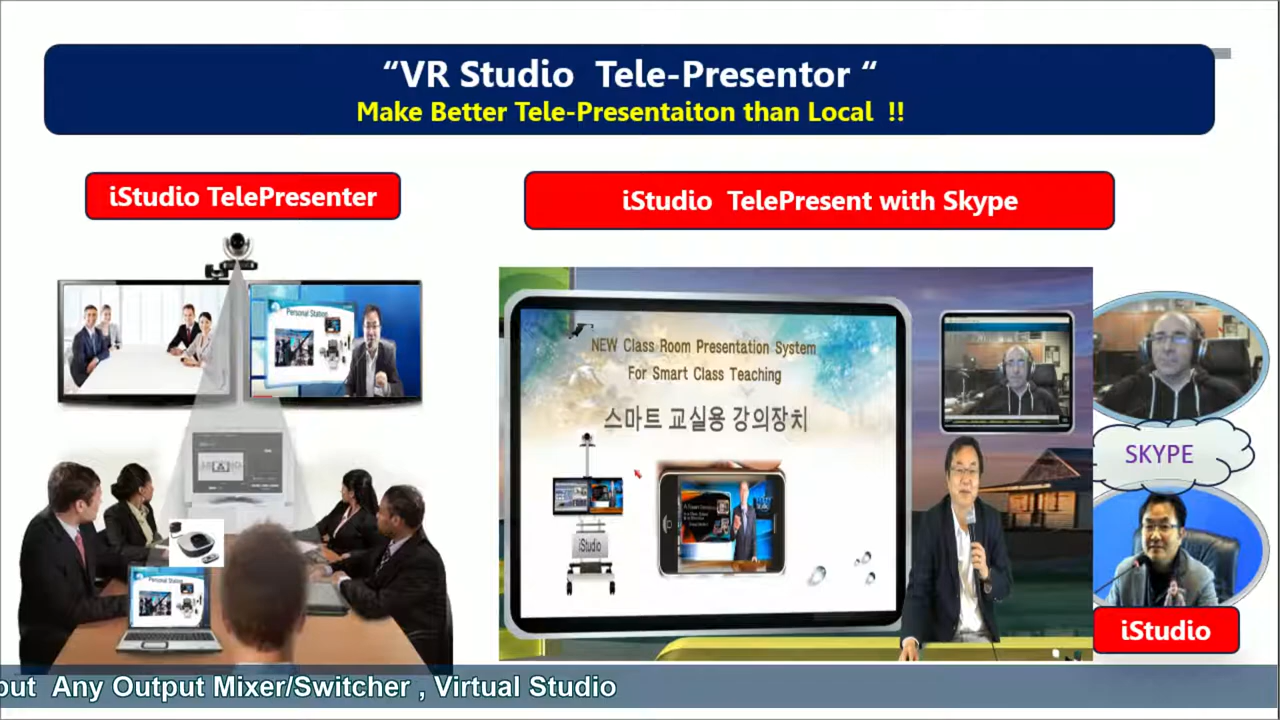 “VR Studio Tele-Presentor “
Make Better Tele-Presentaiton than Local !!
iStudio TelePresenter
iStudio TelePresent with Skype
Personal Station
NEW Class Room Presentation System
For Smart Class Teaching
스마트 교실용 강의장치
iStudio
SKYPE
Personal Station
iStudio
Any Output Mixer/Switcher , Virtual Studio